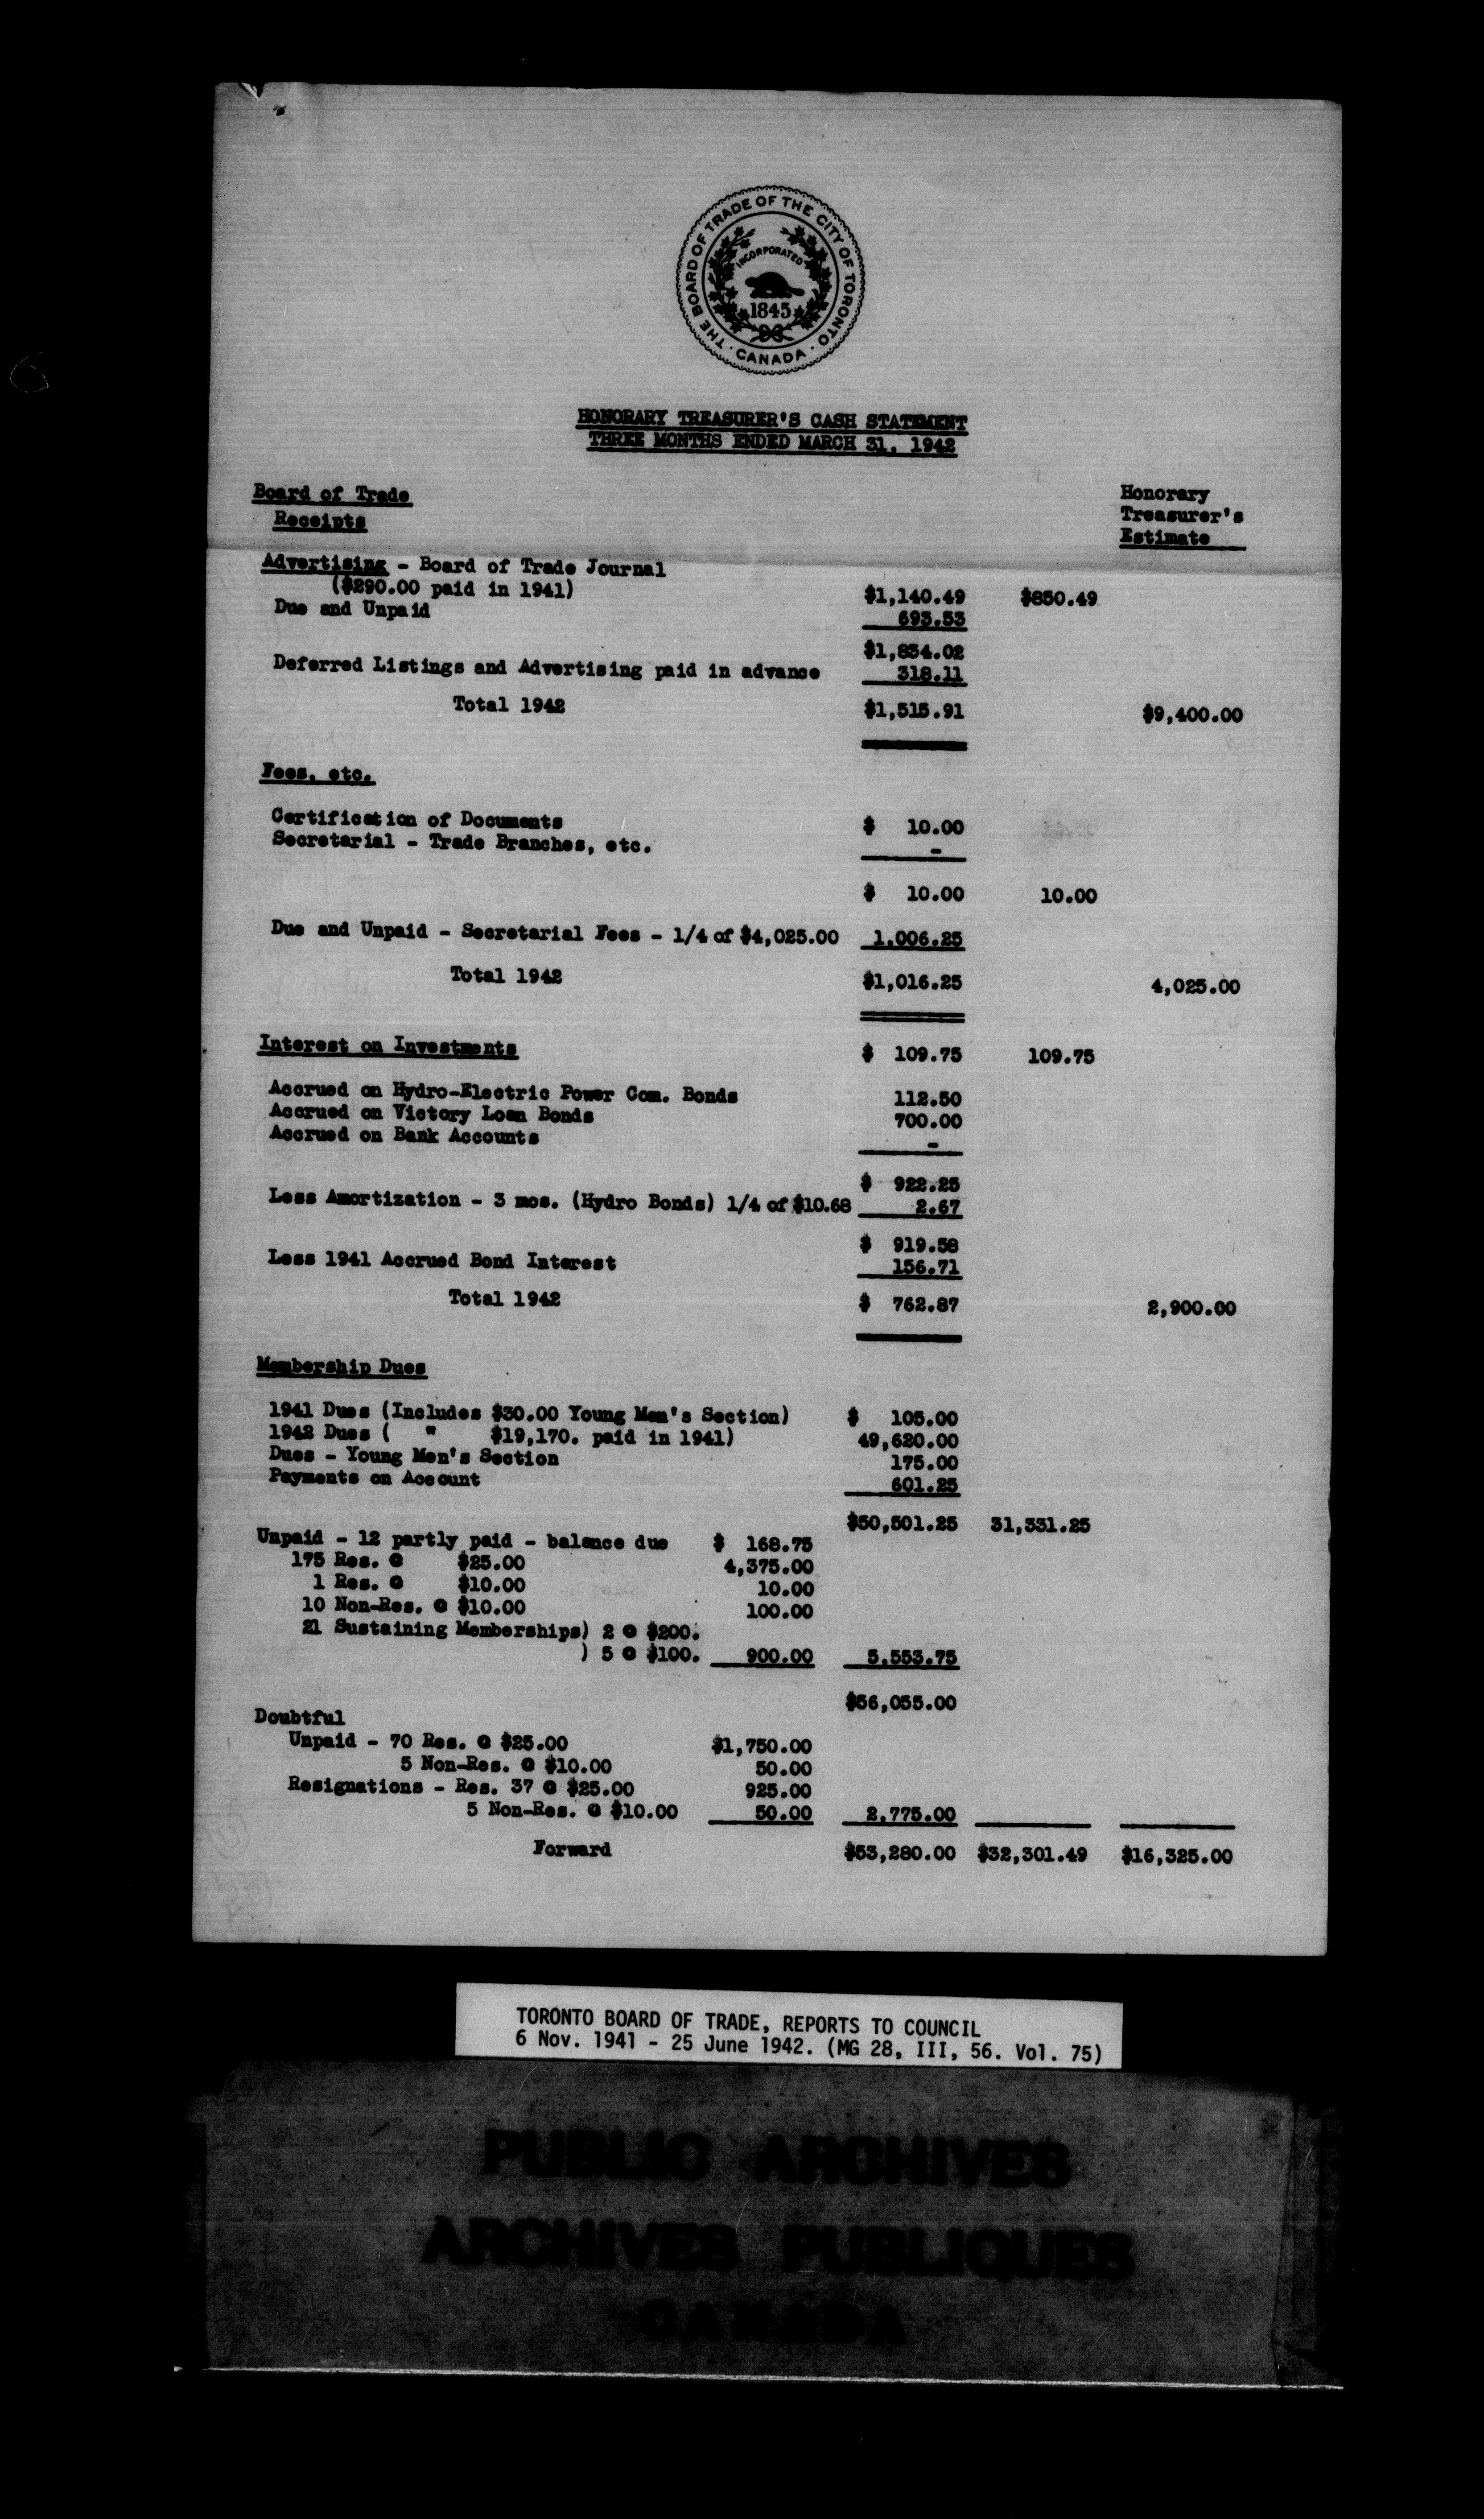 THE BOARD OF TRADE OF THE CITY OF TORONTO · CANADA ·
INCORPORATED
1845
HONORARY TREASURER'S CASH STATEMENT
THREE MONTHS ENDED MARCH 31, 1942
Board of Trade
Receipts
Honorary
Treasurer's
Estimate
Advertising - Board of Trade Journal
($290.00 paid in 1941) $1,140.49 $850.49
Due and Unpaid 693.53
$1,834.02
Deferred Listings and Advertising paid in advance 318.11
Total 1942 $1,515.91 $9,400.00
Fees, etc.
Certification of Documents $ 10.00
Secretarial - Trade Branches, etc. -
$ 10.00 10.00
Due and Unpaid - Secretarial Fees - 1/4 of $4,025.00 1,006.25
Total 1942 $1,016.25 4,025.00
Interest on Investments $ 109.75 109.75
Accrued on Hydro-Electric Power Com. Bonds 112.50
Accrued on Victory Loan Bonds 700.00
Accrued on Bank Accounts -
$ 922.25
Less Amortization - 3 mos. (Hydro Bonds) 1/4 of $10.68 2.67
$ 919.58
Less 1941 Accrued Bond Interest 156.71
Total 1942 $ 762.87 2,900.00
Membership Dues
1941 Dues (Includes $30.00 Young Men's Section) $ 105.00
1942 Dues ( " $19,170. paid in 1941) 49,620.00
Dues - Young Men's Section 175.00
Payments on Account 601.25
$50,501.25 31,331.25
Unpaid - 12 partly paid - balance due $ 168.75
175 Res. @ $25.00 4,375.00
1 Res. @ $10.00 10.00
10 Non-Res. @ $10.00 100.00
21 Sustaining Memberships) 2 @ $200.
) 5 @ $100. 900.00 5,553.75
$56,055.00
Doubtful
Unpaid - 70 Res. @ $25.00 $1,750.00
5 Non-Res. @ $10.00 50.00
Resignations - Res. 37 @ $25.00 925.00
5 Non-Res. @ $10.00 50.00 2,775.00
Forward $53,280.00 $32,301.49 $16,325.00
TORONTO BOARD OF TRADE, REPORTS TO COUNCIL
6 Nov. 1941 - 25 June 1942. (MG 28, III, 56. Vol. 75)
PUBLIC ARCHIVES
ARCHIVES PUBLIQUES
CANADA